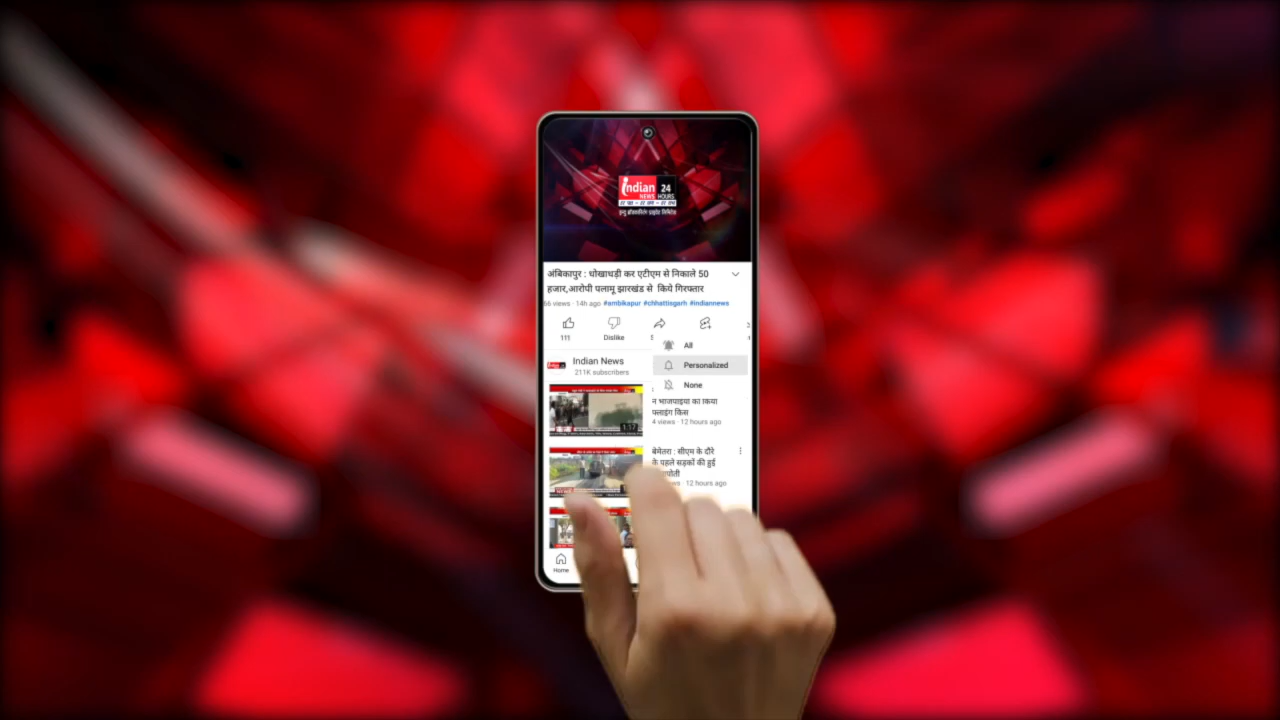 indian
NEWS
24
HOURS
अंबिकापुर : धोखाधड़ी कर एटीएम से निकाले 50
हजार,आरोपी पलामू झारखंड से किये गिरफ्तार
66 views · 14h ago #ambikapur #chhattisgarh #indiannews
111
Dislike
All
Indian News
Personalized
211K subscribers
None
न भाजपाइयों को किया
फ्लाइंग किस
4 views · 12 hours ago
1:17
बेमेतरा : सीएम के दौरे
के पहले सड़कों की हुई
12 hours ago
Home